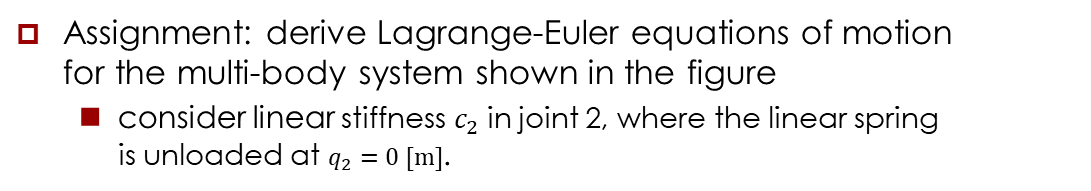 Assignment: derive Lagrange-Euler equations of motion
for the multi-body system shown in the figure
consider linear stiffness c₂ in joint 2, where the linear spring
is unloaded at q₂ = 0 [m].